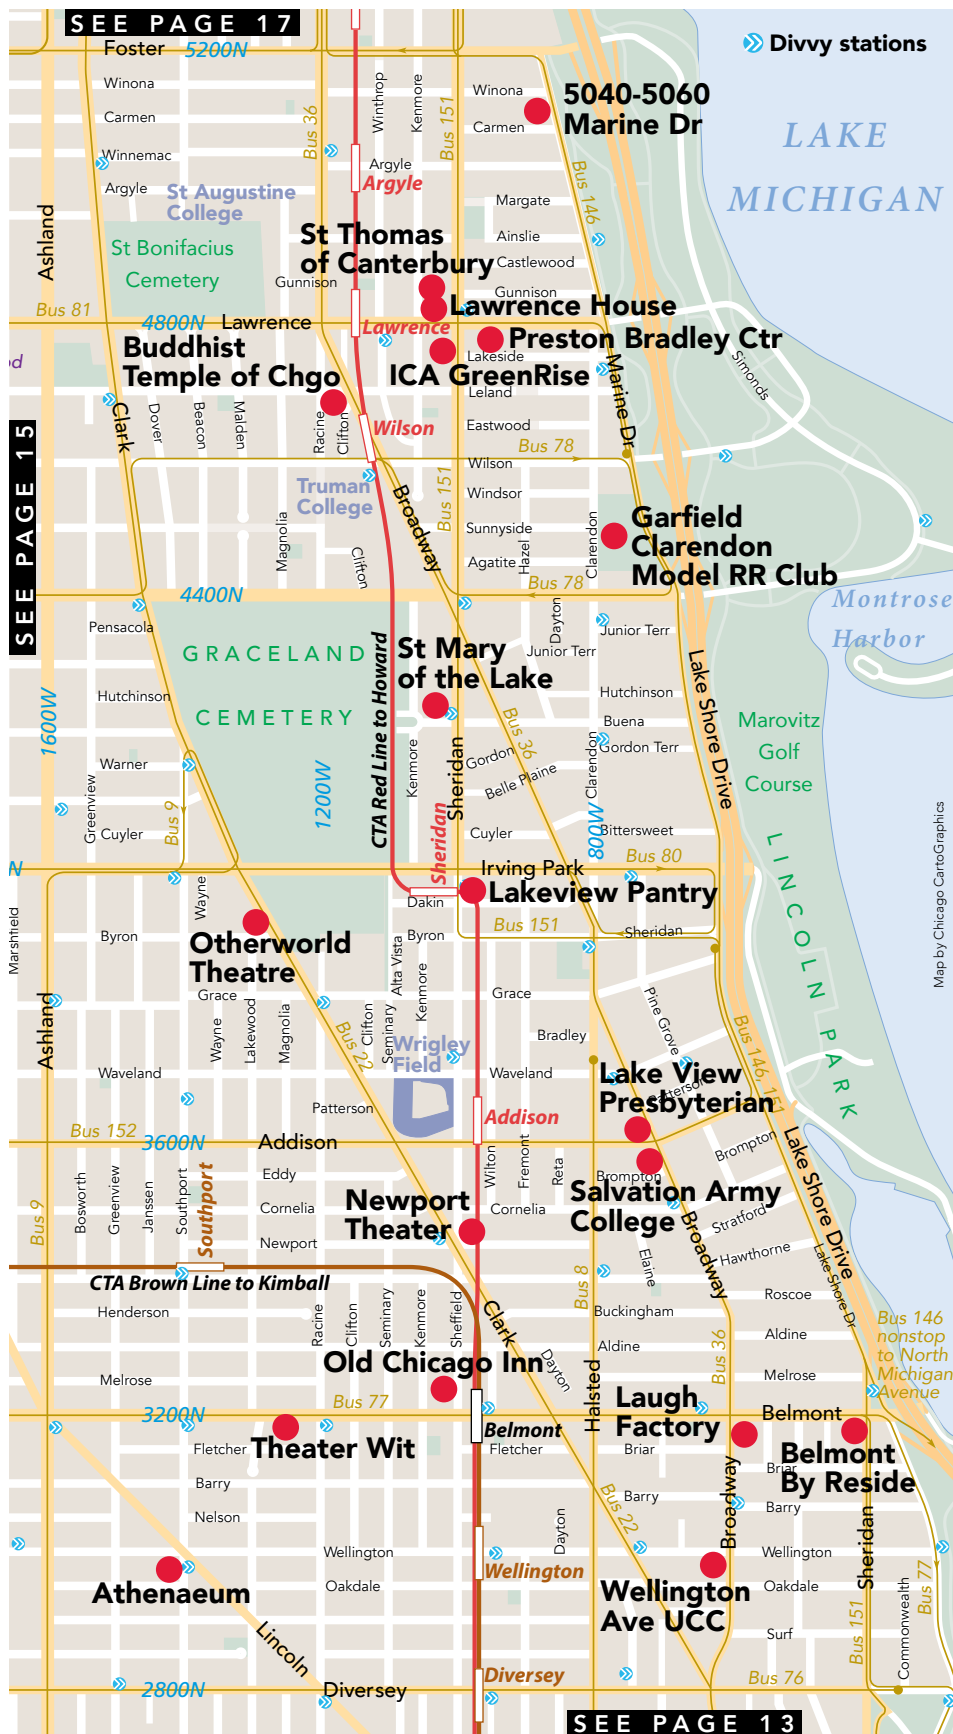 SEE PAGE 17
Foster
5200N
Divvy stations
Winona
Carmen
Winnemac
Argyle
Bus 36
Winthrop
Kenmore
Bus 151
Winona
Carmen
5040-5060
Marine Dr
LAKE
MICHIGAN
Argyle
Argyle
St Augustine
College
Bus 146
Margate
Ainslie
Castlewood
Gunnison
Ashland
St Bonifacius
Cemetery
St Thomas
of Canterbury
Gunnison
Lawrence House
Bus 81
4800N
Lawrence
Lawrence
Preston Bradley Ctr
Buddhist
Temple of Chgo
ICA GreenRise
Lakeside
Leland
Eastwood
Marine Dr
Simonds
od
Clark
Dover
Beacon
Malden
Racine
Clifton
Wilson
Bus 78
Wilson
SEE PAGE 15
Truman
College
Broadway
Bus 151
Windsor
Sunnyside
Agatite
Hazel
Clarendon
Garfield
Clarendon
Model RR Club
Magnolia
Clifton
4400N
Bus 78
Montrose
Harbor
Pensacola
GRACELAND
CEMETERY
CTA Red Line to Howard
St Mary
of the Lake
Dayton
Junior Terr
Junior Terr
Hutchinson
Hutchinson
Buena
Gordon Terr
Lake Shore Drive
Marovitz
Golf
Course
1600W
Warner
Greenview
Cuyler
Bus 9
1200W
Kenmore
Sheridan
Sheridan
Gordon
Belle Plaine
Bus 36
Clarendon
800W
Cuyler
Bittersweet
Bus 80
N
Irving Park
Lakeview Pantry
Dakin
LINCOLN PARK
Map by Chicago CartoGraphics
Marshfield
Wayne
Byron
Otherworld
Theatre
Byron
Bus 151
Sheridan
Alta Vista
Kenmore
Grace
Grace
Ashland
Wayne
Lakewood
Magnolia
Bus 22
Clifton
Seminary
Wrigley
Field
Bradley
Pine Grove
Bus 146, 151
Waveland
Waveland
Lake View
Presbyterian
Patterson
Patterson
Addison
Bus 152
3600N
Addison
Brompton
Brompton
Lake Shore Drive
Bosworth
Greenview
Janssen
Southport
Southport
Eddy
Cornelia
Newport
Wilton
Fremont
Reta
Cornelia
Salvation Army
College
Newport
Theater
Broadway
Stratford
Hawthorne
Lake Shore Dr
Bus 9
CTA Brown Line to Kimball
Bus 8
Elaine
Henderson
Racine
Clifton
Seminary
Kenmore
Sheffield
Clark
Buckingham
Aldine
Roscoe
Aldine
Melrose
Bus 146
nonstop
to North
Michigan
Avenue
Old Chicago Inn
Dayton
Halsted
Bus 36
Melrose
Bus 77
3200N
Laugh
Factory
Belmont
Theater Wit
Belmont
Fletcher
Fletcher
Briar
Briar
Belmont
By Reside
Barry
Nelson
Barry
Barry
Bus 22
Broadway
Sheridan
Wellington
Oakdale
Dayton
Wellington
Wellington
Oakdale
Athenaeum
Wellington
Ave UCC
Bus 77
Bus 151
Commonwealth
Lincoln
Surf
Diversey
Bus 76
2800N
Diversey
SEE PAGE 13